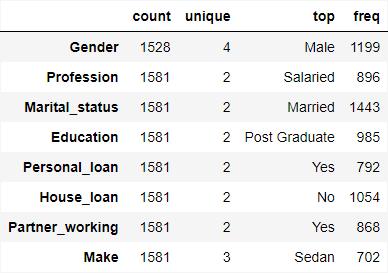 count unique top freq
Gender 1528 4 Male 1199
Profession 1581 2 Salaried 896
Marital_status 1581 2 Married 1443
Education 1581 2 Post Graduate 985
Personal_loan 1581 2 Yes 792
House_loan 1581 2 No 1054
Partner_working 1581 2 Yes 868
Make 1581 3 Sedan 702